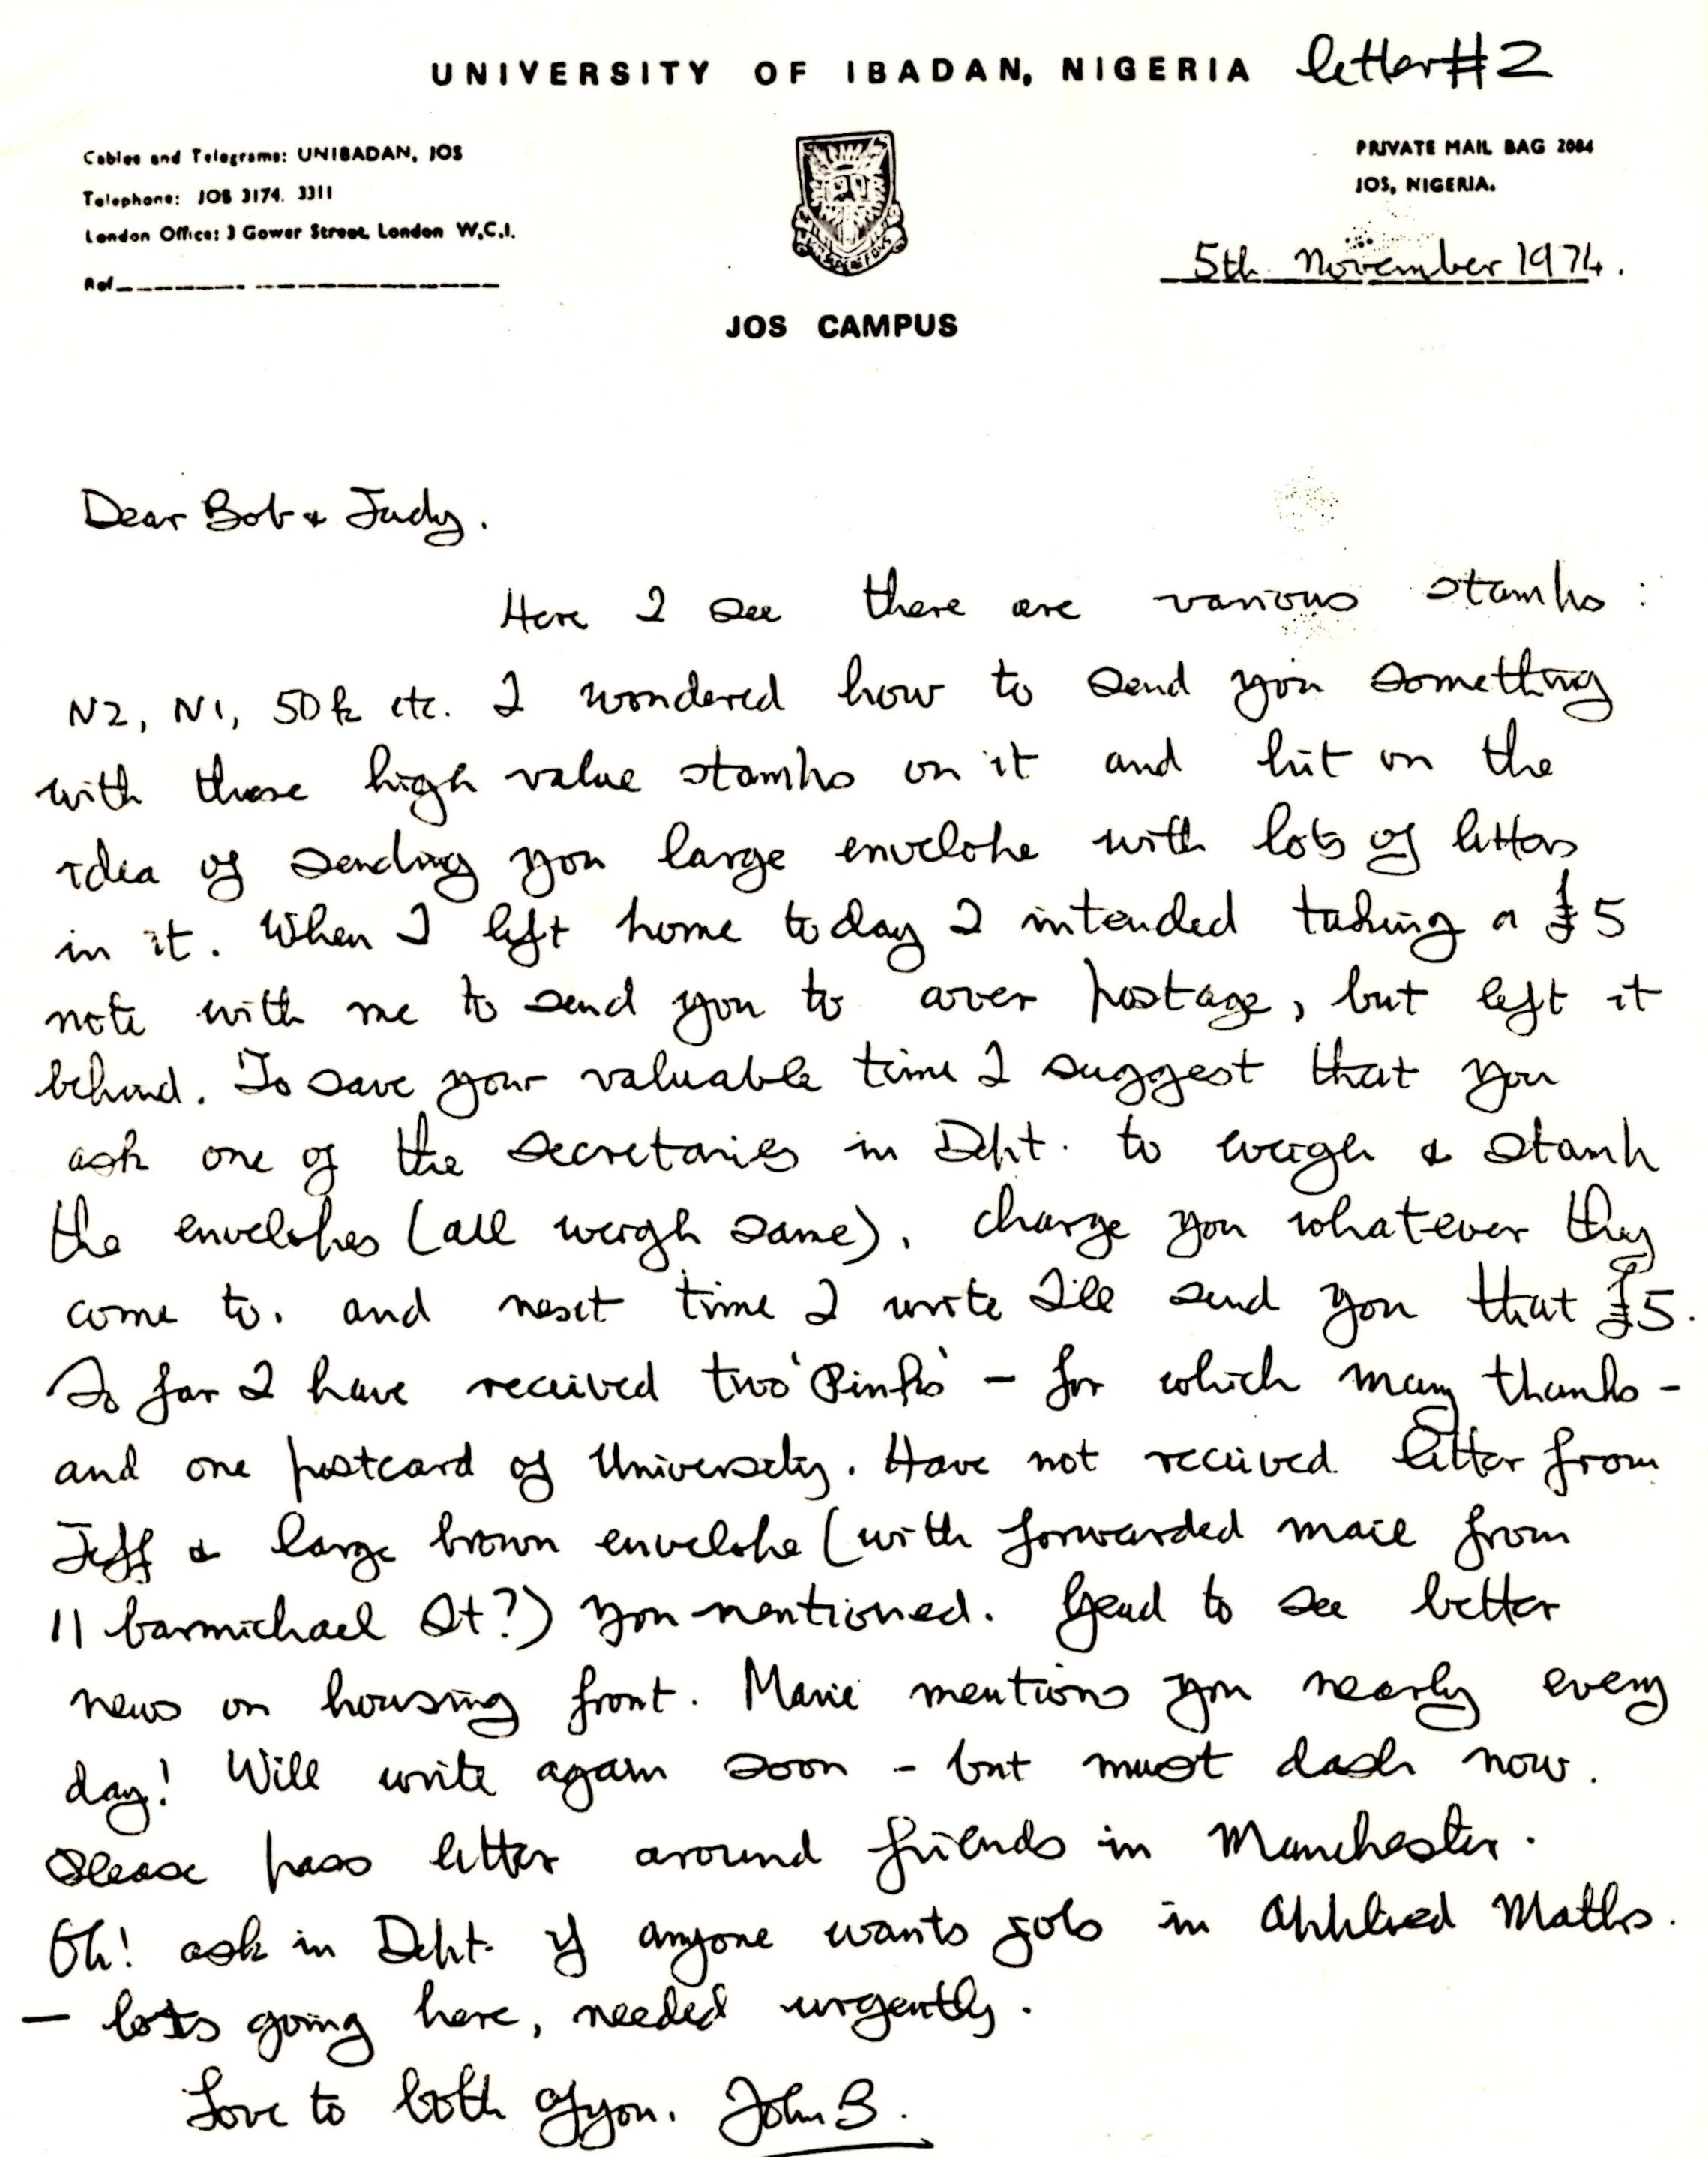 UNIVERSITY OF IBADAN, NIGERIA letter #2
Cables and Telegrams: UNIBADAN, JOS
Telephone: JOS 3174, 3311
London Office: 3 Gower Street, London W.C.1.
Ref
PRIVATE MAIL BAG 2084
JOS, NIGERIA.
5th November 1974.
JOS CAMPUS
Dear Bob & Judy.
Here I see there are various stamps:
N2, N1, 50k etc. I wondered how to send you something
with these high value stamps on it and hit on the
idea of sending you large envelope with lots of letters
in it. When I left home today I intended taking a £5
note with me to send you to cover postage, but left it
behind. To save your valuable time I suggest that you
ask one of the secretaries in Dept. to weigh & stamp
the envelopes (all weigh same), charge you whatever they
come to, and next time I write I'll send you that £5.
So far I have received two 'Pinks' - for which many thanks -
and one postcard of University. Have not received letter from
Jeff & large brown envelope (with forwarded mail from
11 Carmichael St?) you mentioned. Glad to see better
news on housing front. Marie mentions you nearly every
day! Will write again soon - but must dash now.
Please pass letter around friends in Manchester.
Oh! ask in Dept. if anyone wants jobs in Applied Maths.
- lots going here, needed urgently.
Love to both of you. John B.